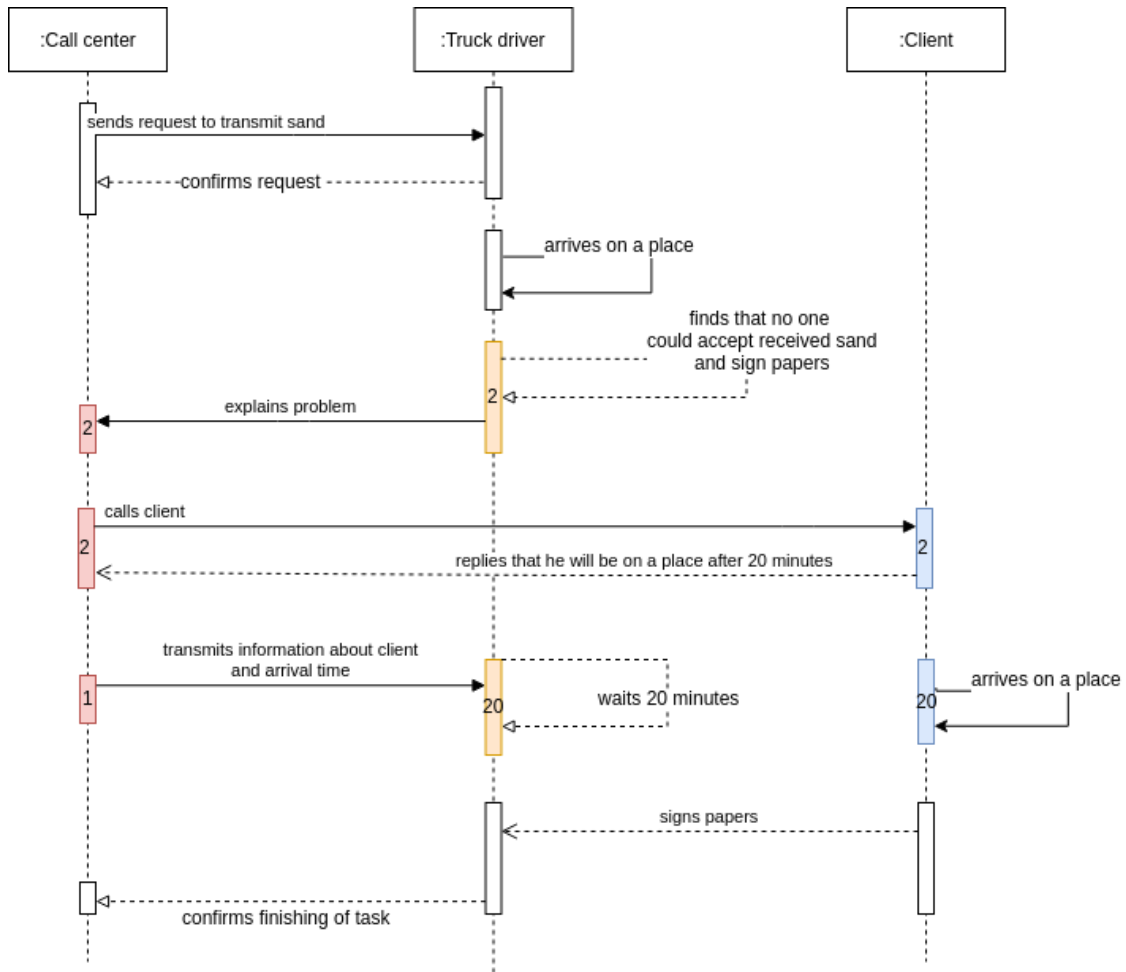 :Call center
:Truck driver
:Client
sends request to transmit sand
confirms request
arrives on a place
finds that no one
could accept received sand
and sign papers
2
explains problem
2
calls client
2
2
replies that he will be on a place after 20 minutes
transmits information about client
and arrival time
arrives on a place
1
20
waits 20 minutes
20
signs papers
confirms finishing of task